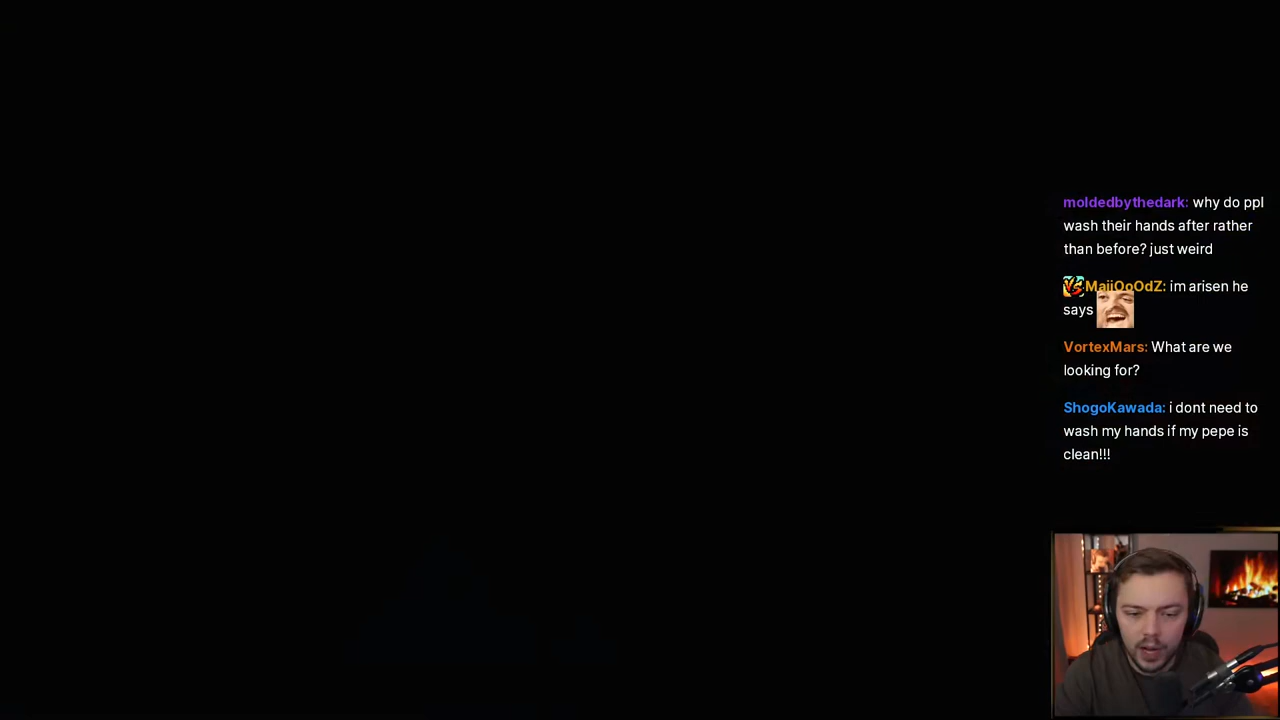 moldedbythedark: why do ppl
wash their hands after rather
than before? just weird
MajiOoOdZ: im arisen he
says
VortexMars: What are we
looking for?
ShogoKawada: i dont need to
wash my hands if my pepe is
clean!!!